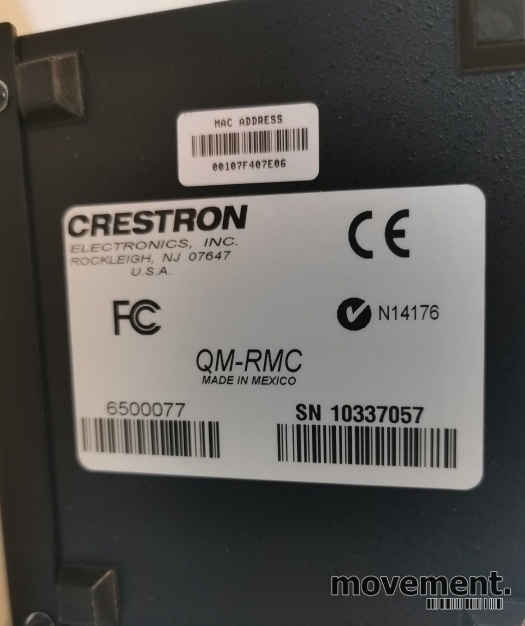 MAC ADDRESS
00107F407E06
CRESTRON
ELECTRONICS, INC.
ROCKLEIGH, NJ 07647
U.S.A.
CE
FC
N14176
QM-RMC
MADE IN MEXICO
6500077
SN 10337057
movement.